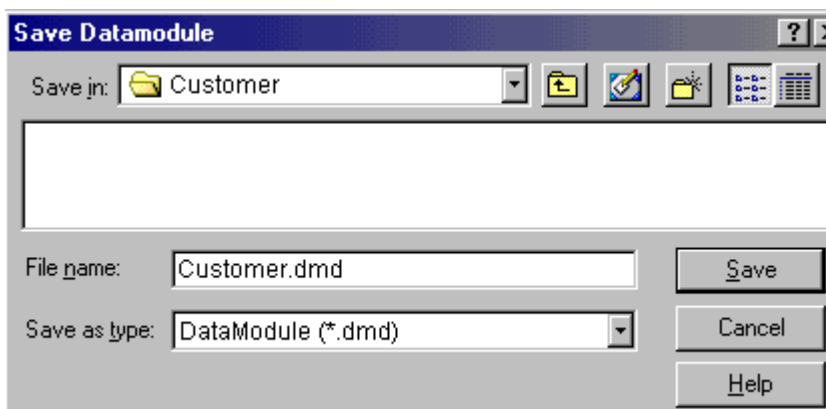 Save Datamodule
Save in: Customer
File name: Customer.dmd
Save
Save as type: DataModule (*.dmd)
Cancel
Help